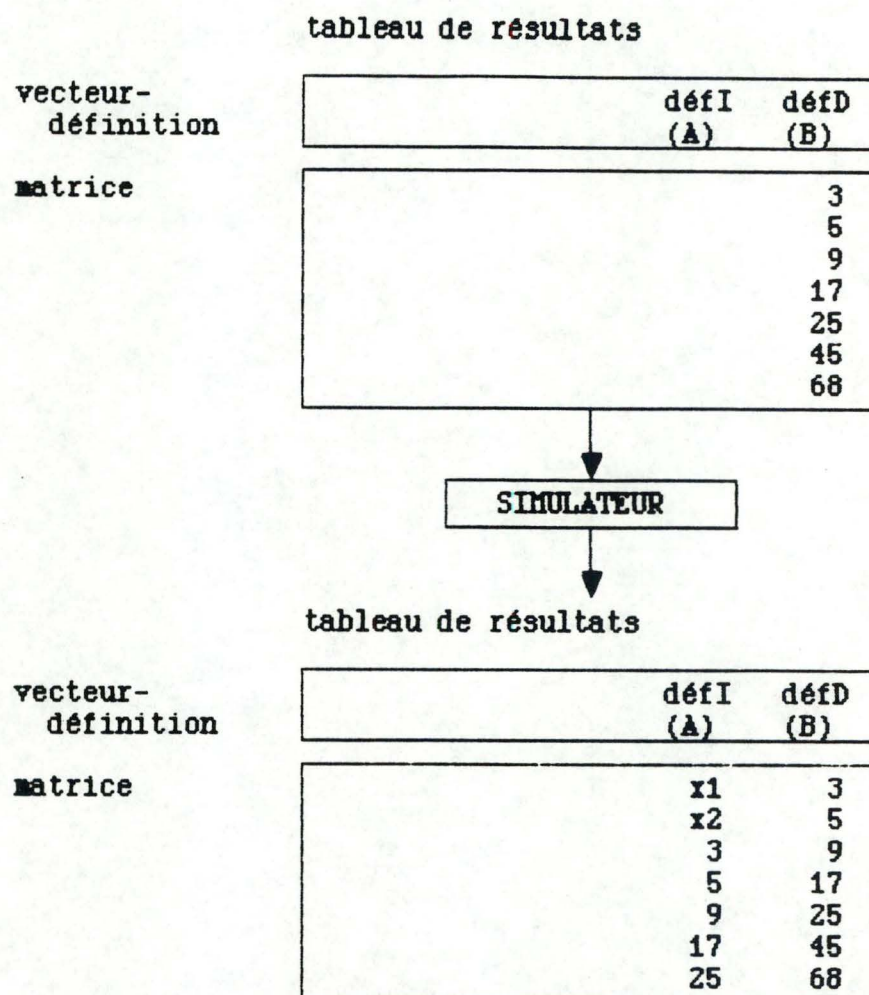 tableau de résultats
vecteur- défI défD
définition (A) (B)
matrice 3
5
9
17
25
45
68
SIMULATEUR
tableau de résultats
vecteur- défI défD
définition (A) (B)
matrice x1 3
x2 5
3 9
5 17
9 25
17 45
25 68